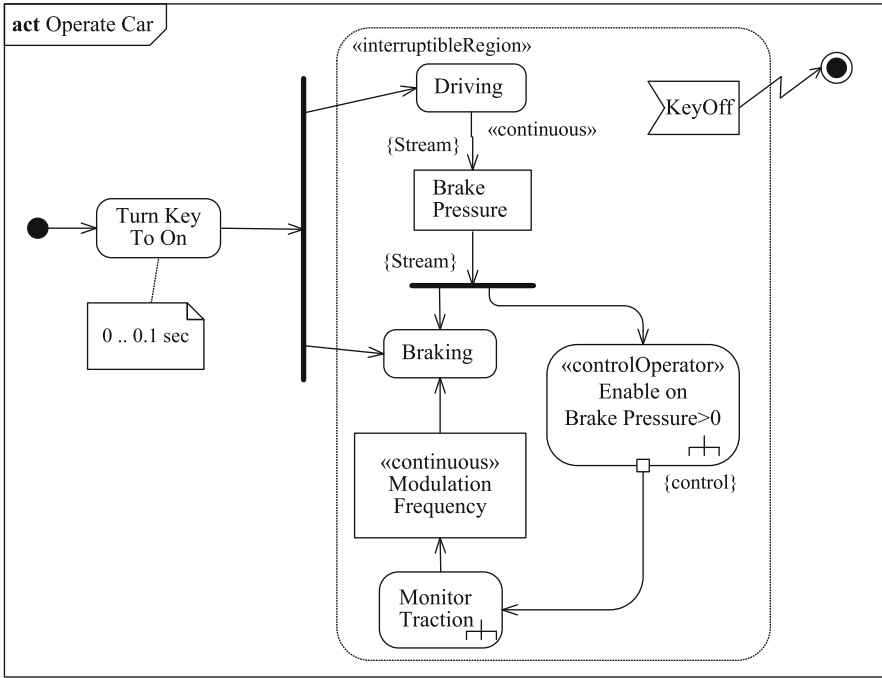 act Operate Car
«interruptibleRegion»
Driving
KeyOff
«continuous»
{Stream}
Brake
Pressure
Turn Key
To On
{Stream}
0 .. 0.1 sec
Braking
«controlOperator»
Enable on
Brake Pressure>0
«continuous»
Modulation
Frequency
{control}
Monitor
Traction